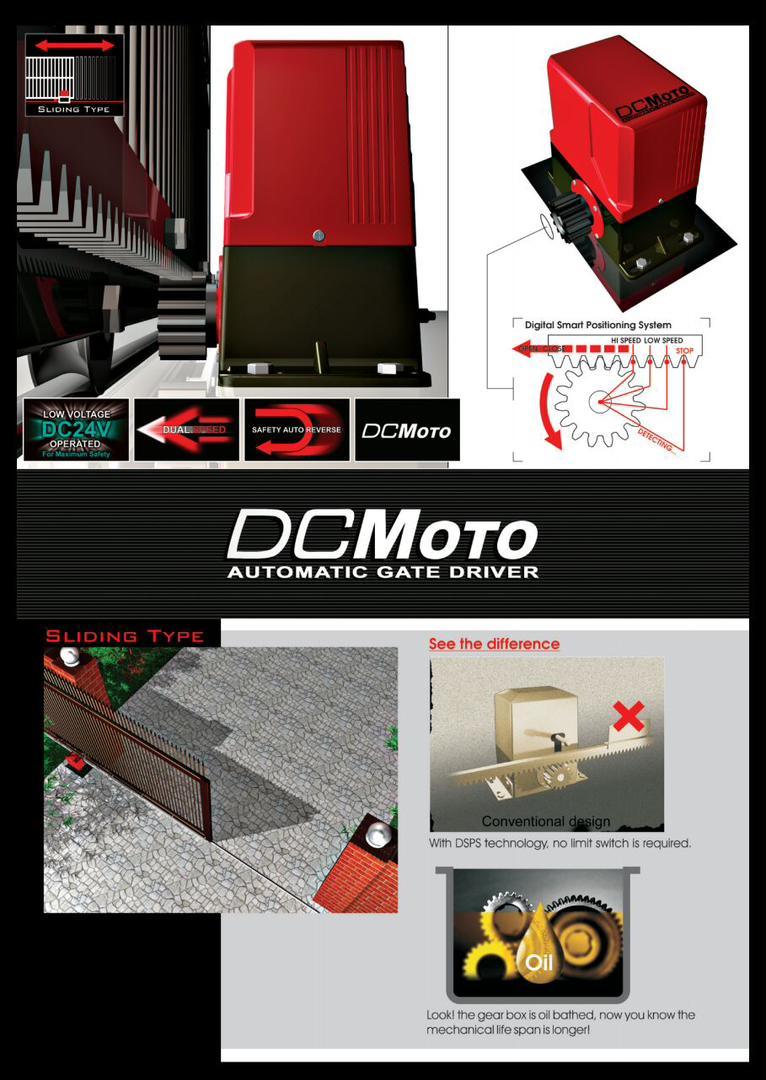 SLIDING TYPE
DCMOTO
Digital Smart Positioning System
HI SPEED LOW SPEED
OPEN CLOSE
STOP
DETECTING...
LOW VOLTAGE
DC24V
OPERATED
For Maximum Safety
DUAL SPEED
SAFETY AUTO REVERSE
DCMOTO
DCMOTO
AUTOMATIC GATE DRIVER
SLIDING TYPE
See the difference
Conventional design
With DSPS technology, no limit switch is required.
Oil
Look! the gear box is oil bathed, now you know the
mechanical life span is longer!